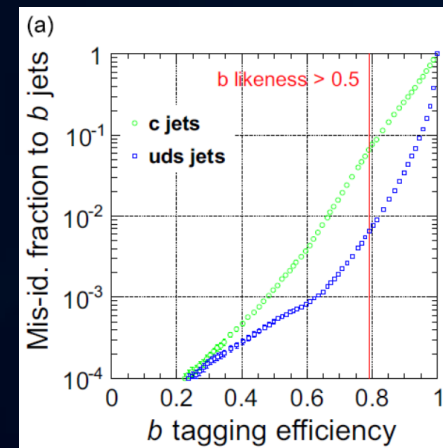 (a)
Mis-id. fraction to b jets
1
10⁻¹
10⁻²
10⁻³
10⁻⁴
b likeness > 0.5
c jets
uds jets
0
0.2
0.4
0.6
0.8
1
b tagging efficiency